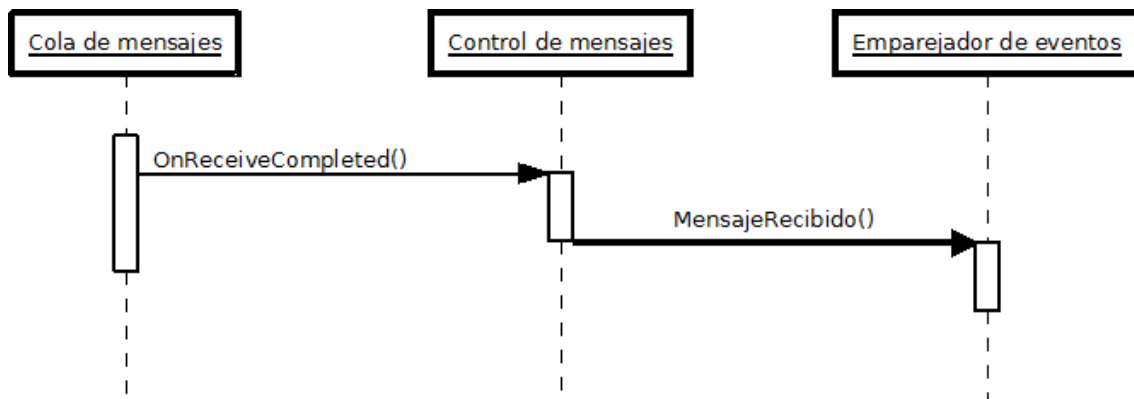 Cola de mensajes
Control de mensajes
Emparejador de eventos
OnReceiveCompleted()
MensajeRecibido()